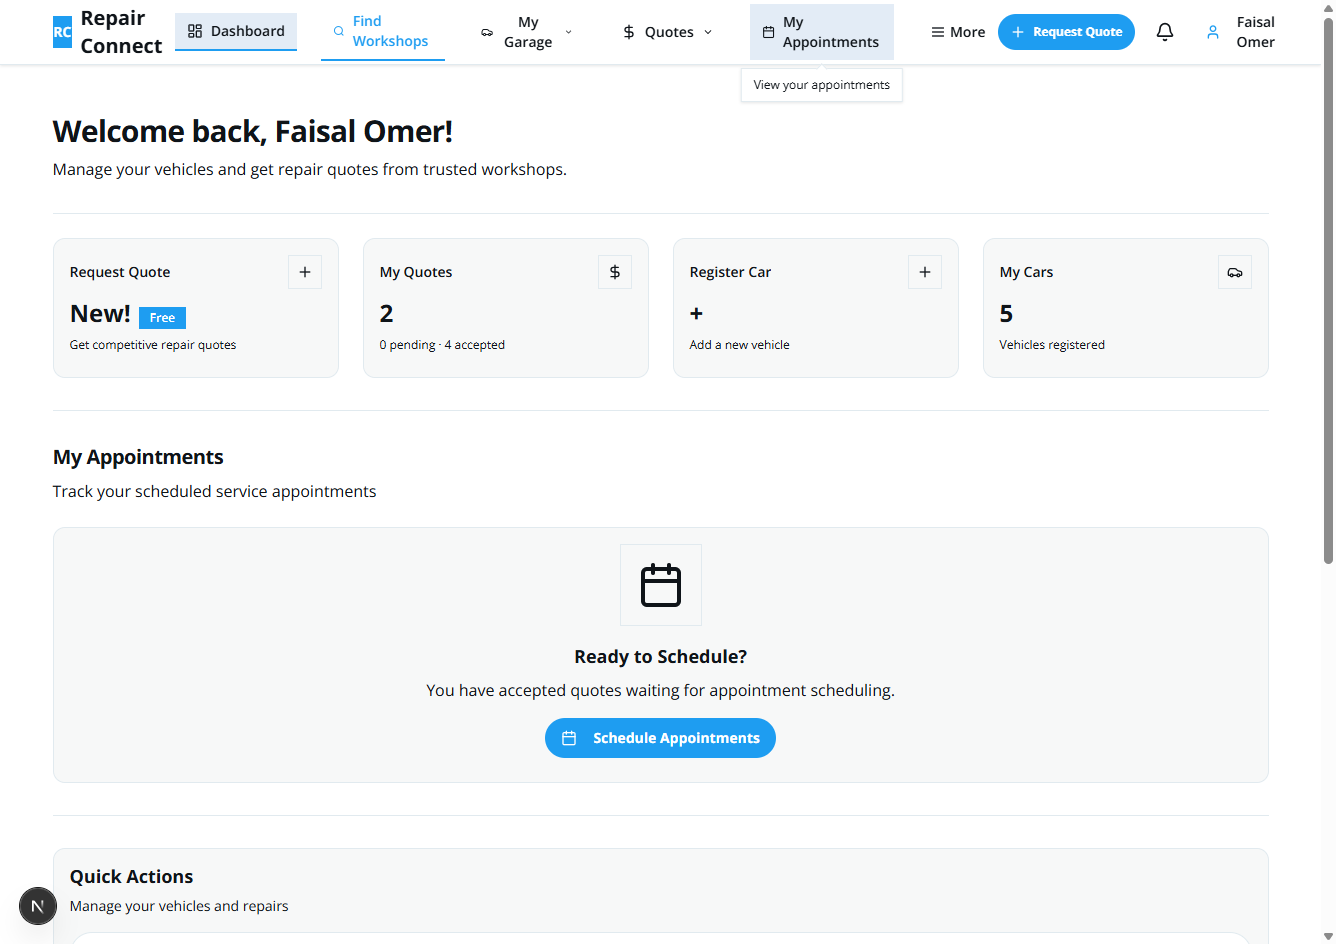 RC
Repair
Connect
Dashboard
Find
Workshops
My
Garage
Quotes
My
Appointments
More
Request Quote
Faisal
Omer
View your appointments
Welcome back, Faisal Omer!
Manage your vehicles and get repair quotes from trusted workshops.
Request Quote
New! Free
Get competitive repair quotes
My Quotes
$
2
0 pending · 4 accepted
Register Car
+
Add a new vehicle
My Cars
5
Vehicles registered
My Appointments
Track your scheduled service appointments
Ready to Schedule?
You have accepted quotes waiting for appointment scheduling.
Schedule Appointments
Quick Actions
Manage your vehicles and repairs
N